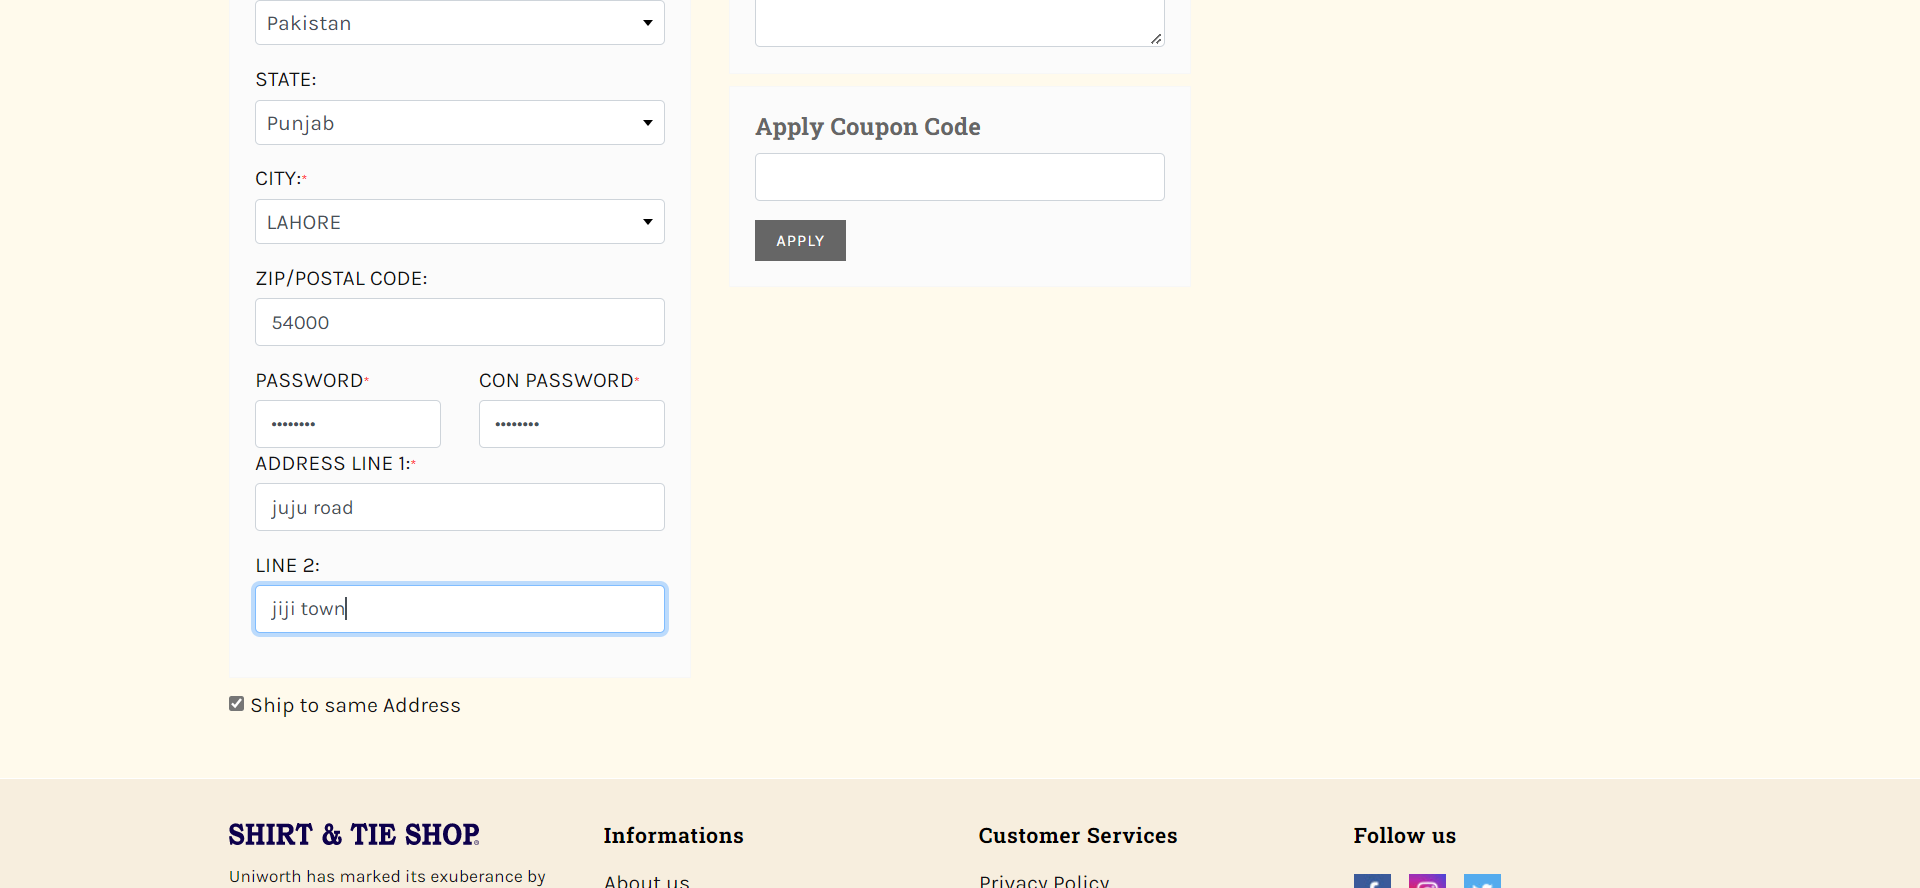 Pakistan
STATE:
Punjab
CITY:*
LAHORE
ZIP/POSTAL CODE:
54000
PASSWORD* CON PASSWORD*
•••••••• ••••••••
ADDRESS LINE 1:*
juju road
LINE 2:
jiji town
Ship to same Address
Apply Coupon Code
APPLY
SHIRT & TIE SHOP
Uniworth has marked its exuberance by
Informations
About us
Customer Services
Privacy Policy
Follow us